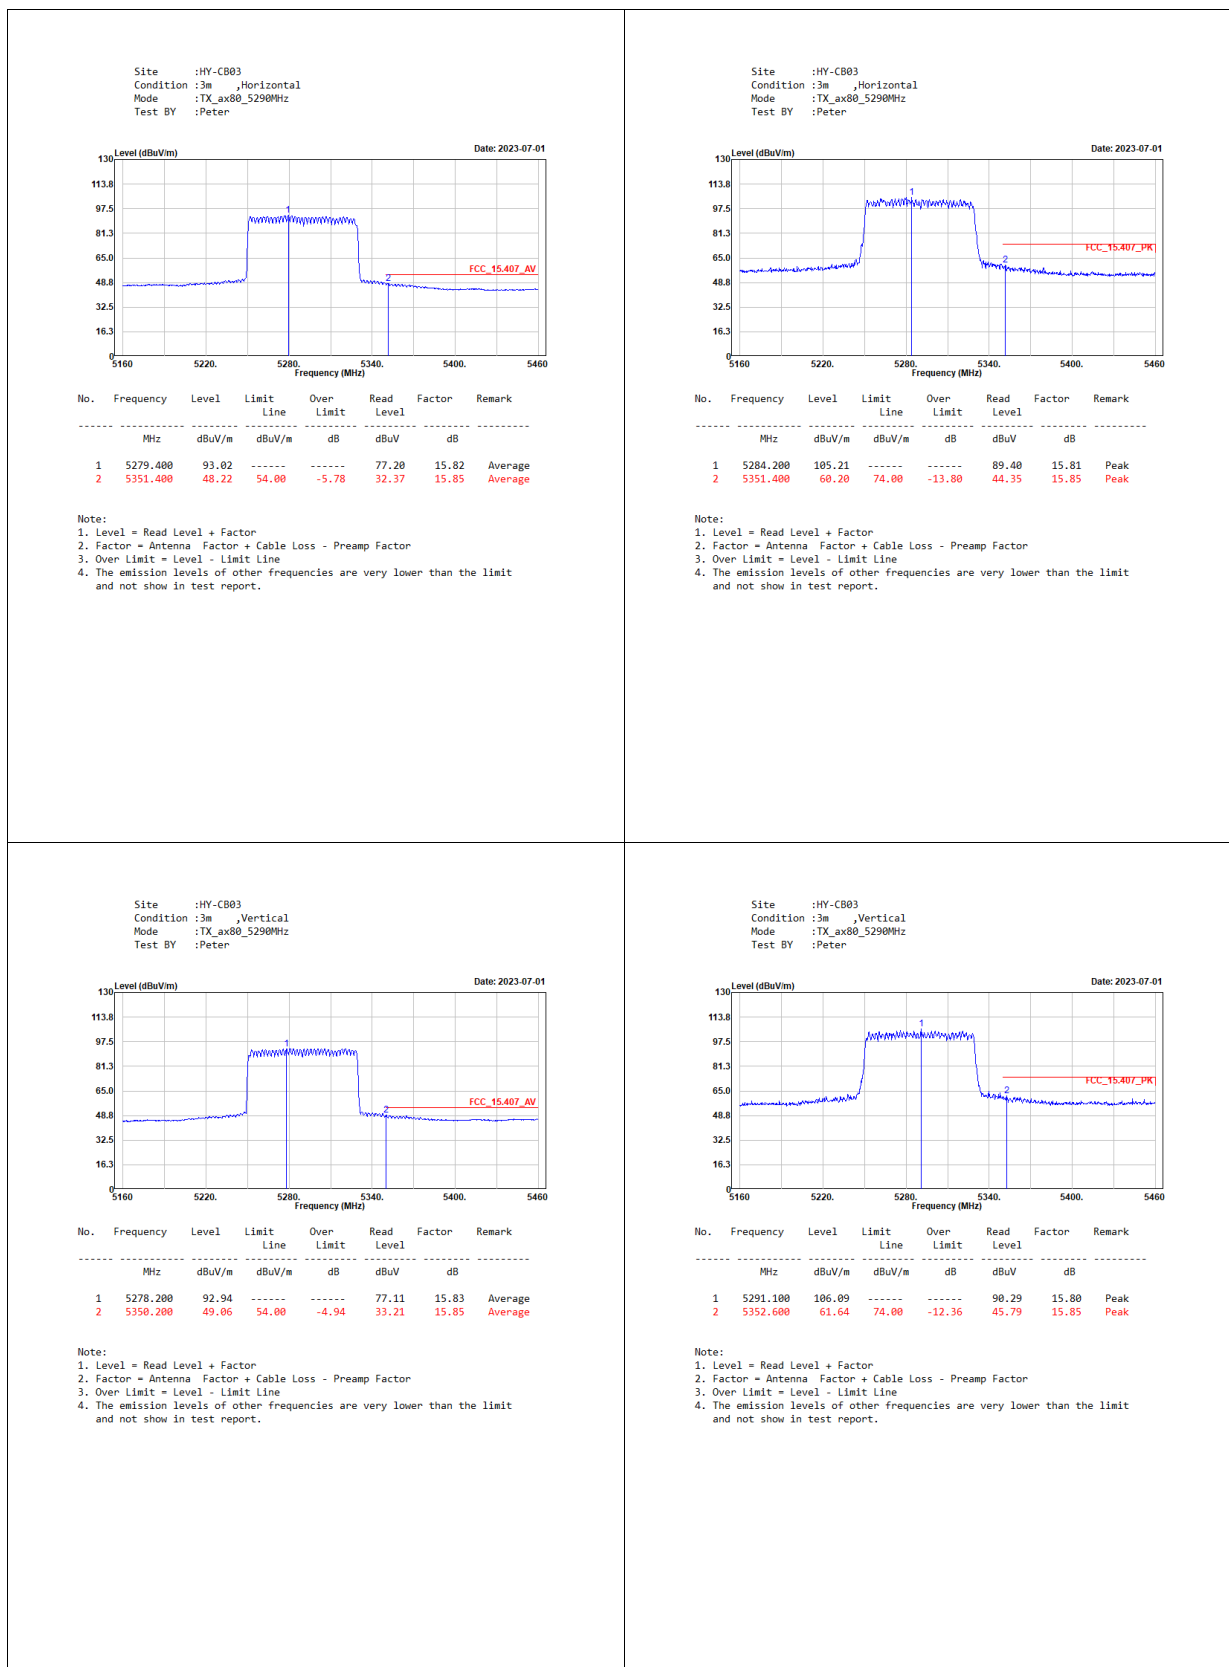 Site      :HY-CB03
Condition :3m    ,Horizontal
Mode      :TX_ax80_5290MHz
Test BY   :Peter
Level (dBuV/m)
Date: 2023-07-01
130
113.8
97.5
81.3
65.0
48.8
32.5
16.3
0
1
2
FCC_15.407_AV
5160 5220. 5280. 5340. 5400. 5460
Frequency (MHz)
No. Frequency Level Limit Over Read Factor Remark
Line Limit Level
------ ----------- -------- -------- -------- -------- -------- ---------
MHz dBuV/m dBuV/m dB dBuV dB
1 5279.400 93.02 ------ ------ 77.20 15.82 Average
2 5351.400 48.22 54.00 -5.78 32.37 15.85 Average
Note:
1. Level = Read Level + Factor
2. Factor = Antenna  Factor + Cable Loss - Preamp Factor
3. Over Limit = Level - Limit Line
4. The emission levels of other frequencies are very lower than the limit
and not show in test report.
Site      :HY-CB03
Condition :3m    ,Horizontal
Mode      :TX_ax80_5290MHz
Test BY   :Peter
Level (dBuV/m)
Date: 2023-07-01
130
113.8
97.5
81.3
65.0
48.8
32.5
16.3
0
1
2
FCC_15.407_PK
5160 5220. 5280. 5340. 5400. 5460
Frequency (MHz)
No. Frequency Level Limit Over Read Factor Remark
Line Limit Level
------ ----------- -------- -------- -------- -------- -------- ---------
MHz dBuV/m dBuV/m dB dBuV dB
1 5284.200 105.21 ------ ------ 89.40 15.81 Peak
2 5351.400 60.20 74.00 -13.80 44.35 15.85 Peak
Note:
1. Level = Read Level + Factor
2. Factor = Antenna  Factor + Cable Loss - Preamp Factor
3. Over Limit = Level - Limit Line
4. The emission levels of other frequencies are very lower than the limit
and not show in test report.
Site      :HY-CB03
Condition :3m    ,Vertical
Mode      :TX_ax80_5290MHz
Test BY   :Peter
Level (dBuV/m)
Date: 2023-07-01
130
113.8
97.5
81.3
65.0
48.8
32.5
16.3
0
1
2
FCC_15.407_AV
5160 5220. 5280. 5340. 5400. 5460
Frequency (MHz)
No. Frequency Level Limit Over Read Factor Remark
Line Limit Level
------ ----------- -------- -------- -------- -------- -------- ---------
MHz dBuV/m dBuV/m dB dBuV dB
1 5278.200 92.94 ------ ------ 77.11 15.83 Average
2 5350.200 49.06 54.00 -4.94 33.21 15.85 Average
Note:
1. Level = Read Level + Factor
2. Factor = Antenna  Factor + Cable Loss - Preamp Factor
3. Over Limit = Level - Limit Line
4. The emission levels of other frequencies are very lower than the limit
and not show in test report.
Site      :HY-CB03
Condition :3m    ,Vertical
Mode      :TX_ax80_5290MHz
Test BY   :Peter
Level (dBuV/m)
Date: 2023-07-01
130
113.8
97.5
81.3
65.0
48.8
32.5
16.3
0
1
2
FCC_15.407_PK
5160 5220. 5280. 5340. 5400. 5460
Frequency (MHz)
No. Frequency Level Limit Over Read Factor Remark
Line Limit Level
------ ----------- -------- -------- -------- -------- -------- ---------
MHz dBuV/m dBuV/m dB dBuV dB
1 5291.100 106.09 ------ ------ 90.29 15.80 Peak
2 5352.600 61.64 74.00 -12.36 45.79 15.85 Peak
Note:
1. Level = Read Level + Factor
2. Factor = Antenna  Factor + Cable Loss - Preamp Factor
3. Over Limit = Level - Limit Line
4. The emission levels of other frequencies are very lower than the limit
and not show in test report.